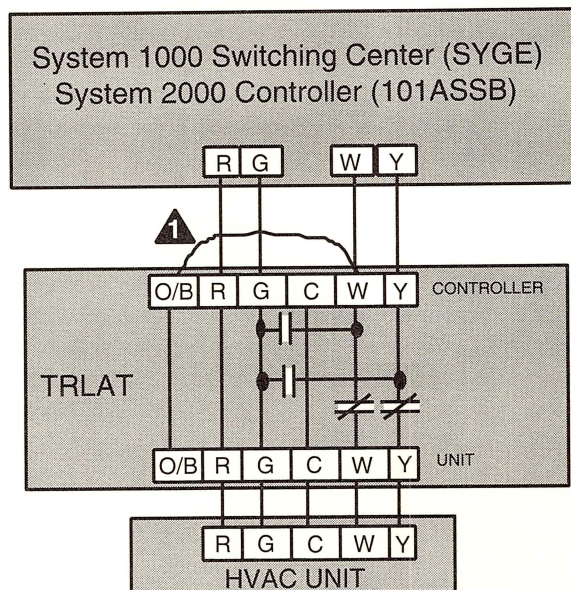 System 1000 Switching Center (SYGE)
System 2000 Controller (101ASSB)
R G W Y
1
O/B R G C W Y CONTROLLER
TRLAT
O/B R G C W Y UNIT
R G C W Y
HVAC UNIT